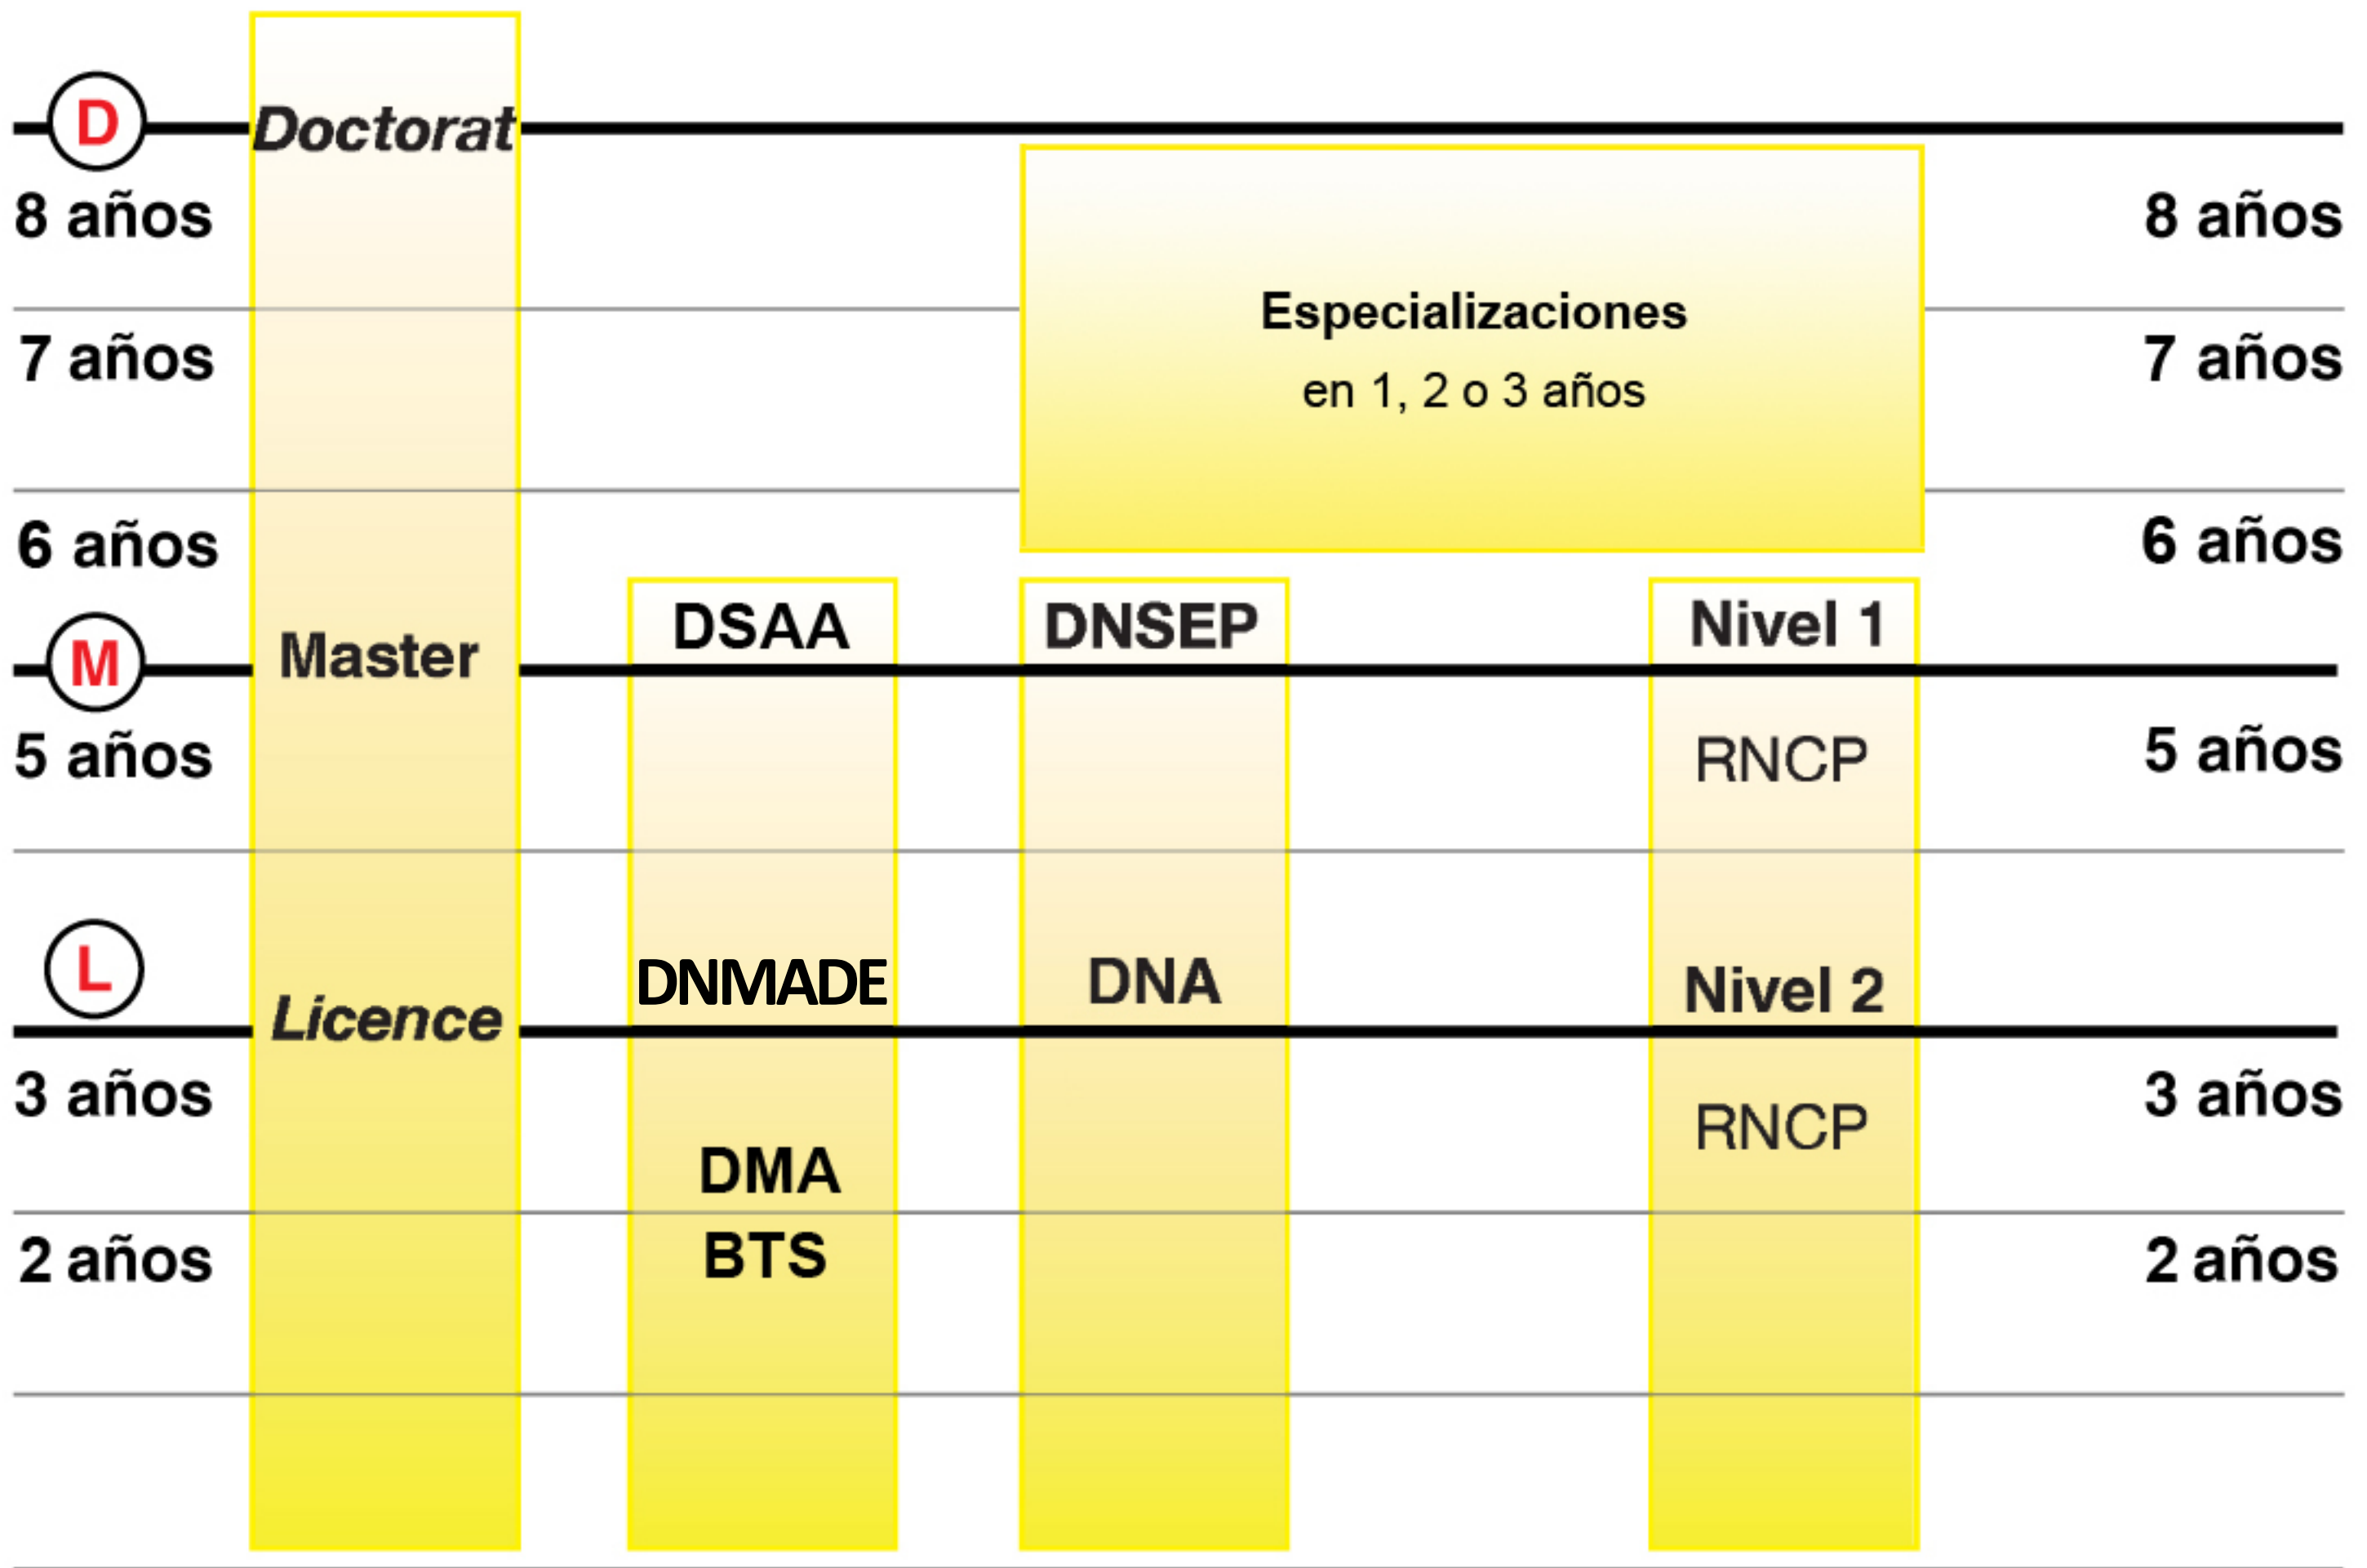 D
Doctorat
8 años
8 años
Especializaciones
7 años
7 años
en 1, 2 o 3 años
6 años
6 años
DSAA
DNSEP
Nivel 1
M
Master
5 años
RNCP
5 años
L
DNMADE
DNA
Nivel 2
Licence
3 años
3 años
RNCP
DMA
2 años
BTS
2 años